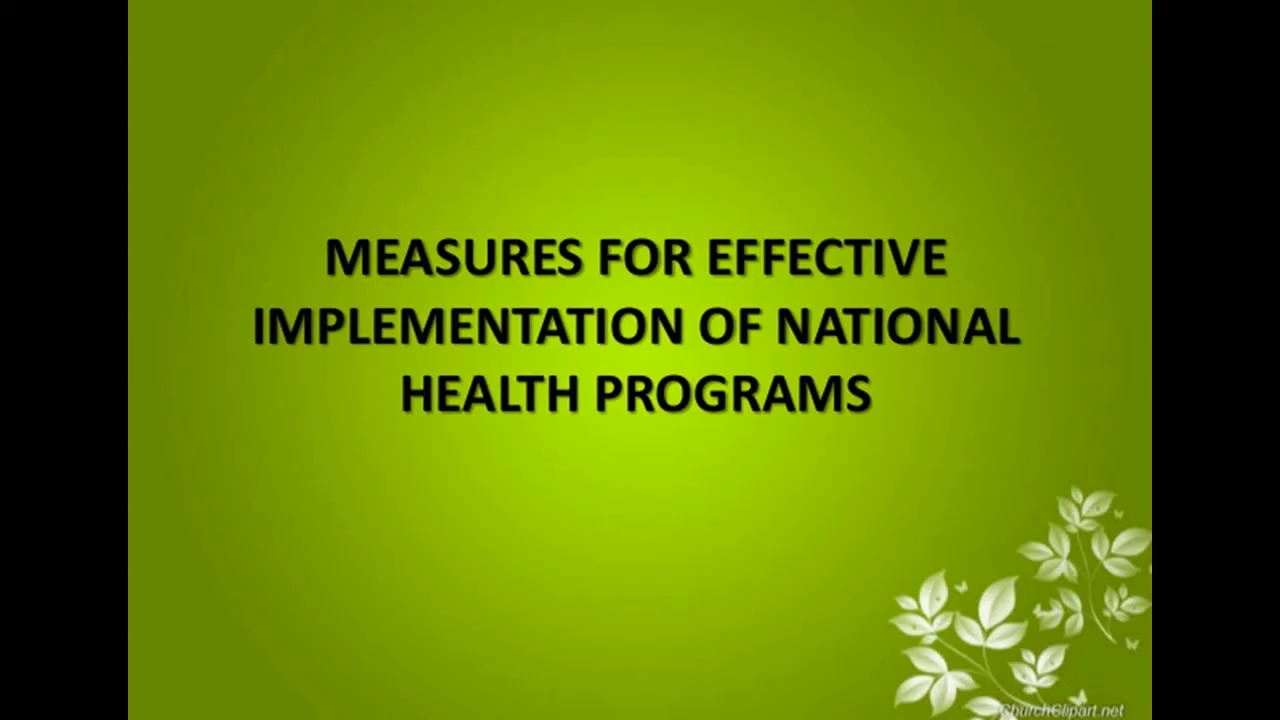 MEASURES FOR EFFECTIVE
IMPLEMENTATION OF NATIONAL
HEALTH PROGRAMS
ChurchClipart.net